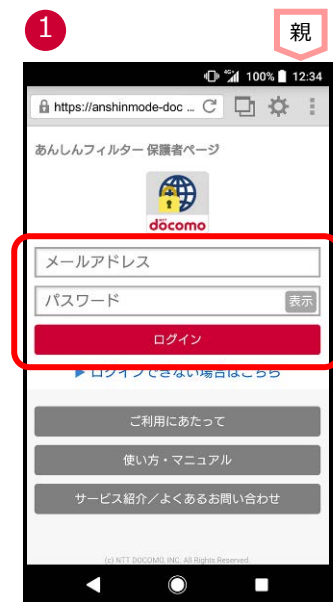 1
親
100% 12:34
https://anshinmode-doc ...
あんしんフィルター 保護者ページ
döcomo
メールアドレス
パスワード
表示
ログイン
▶ ログインできない場合はこちら
ご利用にあたって
使い方・マニュアル
サービス紹介／よくあるお問い合わせ
(c) NTT DOCOMO, INC. All Rights Reserved.